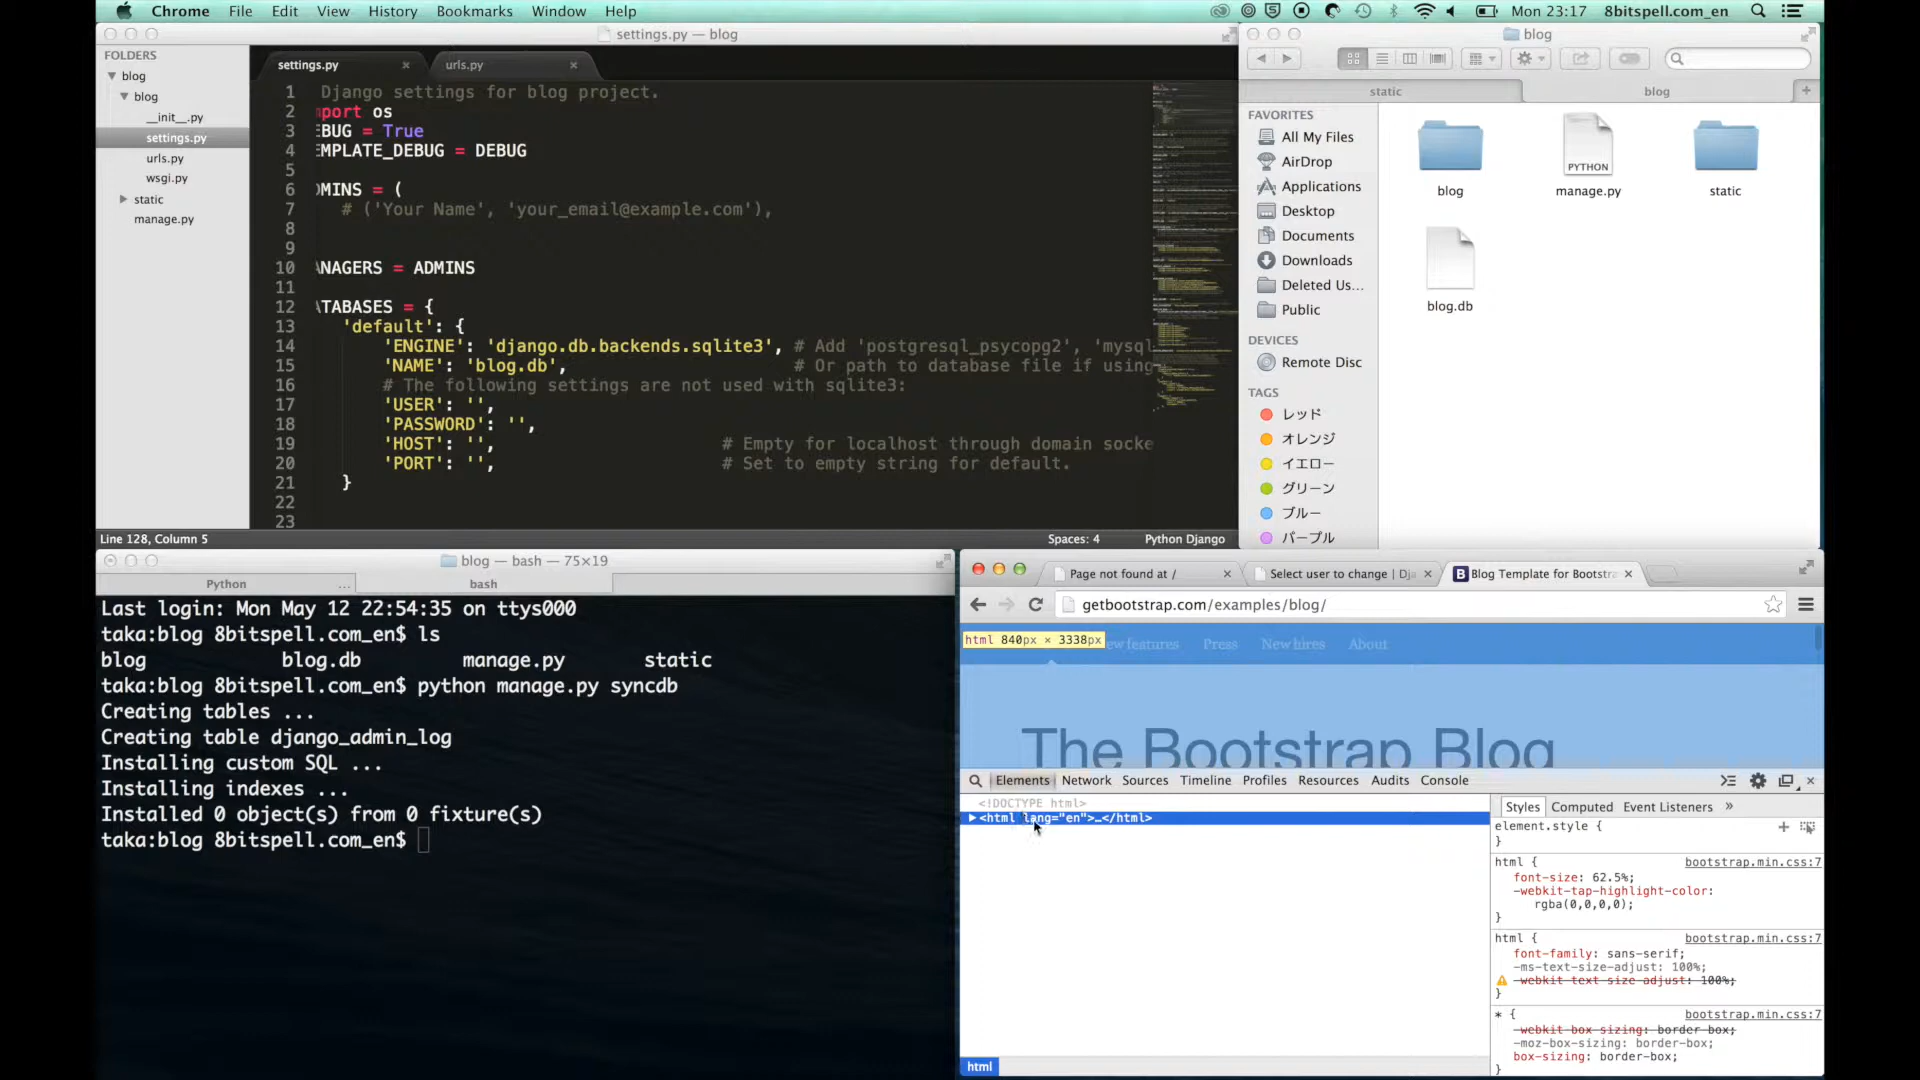 Chrome File Edit View History Bookmarks Window Help
Mon 23:17 8bitspell.com_en
settings.py — blog
FOLDERS
blog
blog
__init__.py
settings.py
urls.py
wsgi.py
static
manage.py
settings.py
urls.py
1 Django settings for blog project.
2 port os
3 EBUG = True
4 EMPLATE_DEBUG = DEBUG
5
6 DMINS = (
7 # ('Your Name', 'your_email@example.com'),
8
9
10 ANAGERS = ADMINS
11
12 ATABASES = {
13 'default': {
14 'ENGINE': 'django.db.backends.sqlite3', # Add 'postgresql_psycopg2', 'mysql
15 'NAME': 'blog.db', # Or path to database file if using
16 # The following settings are not used with sqlite3:
17 'USER': '',
18 'PASSWORD': '',
19 'HOST': '', # Empty for localhost through domain socke
20 'PORT': '', # Set to empty string for default.
21 }
22
23
Line 128, Column 5
Spaces: 4
Python Django
blog
static
blog
FAVORITES
All My Files
AirDrop
Applications
Desktop
Documents
Downloads
Deleted Us...
Public
DEVICES
Remote Disc
TAGS
レッド
オレンジ
イエロー
グリーン
ブルー
パープル
blog
PYTHON
manage.py
static
blog.db
blog — bash — 75×19
Python ...
bash
Last login: Mon May 12 22:54:35 on ttys000
taka:blog 8bitspell.com_en$ ls
blog blog.db manage.py static
taka:blog 8bitspell.com_en$ python manage.py syncdb
Creating tables ...
Creating table django_admin_log
Installing custom SQL ...
Installing indexes ...
Installed 0 object(s) from 0 fixture(s)
taka:blog 8bitspell.com_en$
Page not found at /
Select user to change | Dja
Blog Template for Bootstra
getbootstrap.com/examples/blog/
html 840px × 3338px
ew features Press New hires About
The Bootstrap Blog
Elements Network Sources Timeline Profiles Resources Audits Console
<!DOCTYPE html>
<html lang="en">…</html>
html
Styles Computed Event Listeners »
element.style {
}
html { bootstrap.min.css:7
font-size: 62.5%;
-webkit-tap-highlight-color:
rgba(0,0,0,0);
}
html { bootstrap.min.css:7
font-family: sans-serif;
-ms-text-size-adjust: 100%;
-webkit-text-size-adjust: 100%;
}
* { bootstrap.min.css:7
-webkit-box-sizing: border-box;
-moz-box-sizing: border-box;
box-sizing: border-box;
}